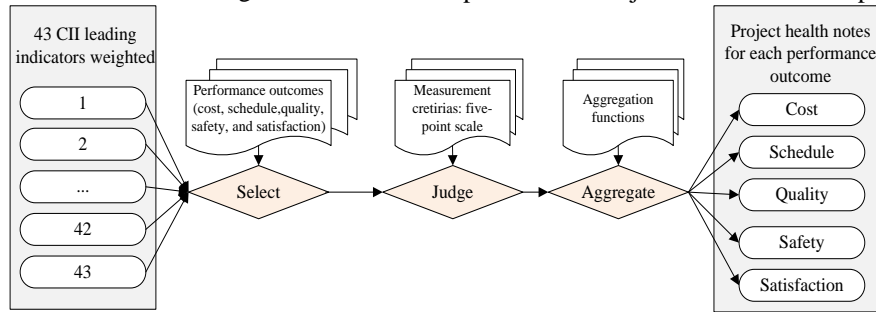 43 CII leading
indicators weighted
1
2
...
42
43
Performance outcomes
(cost, schedule,quality,
safety, and satisfaction)
Select
Measurement
cretirias: five-
point scale
Judge
Aggregation
functions
Aggregate
Project health notes
for each performance
outcome
Cost
Schedule
Quality
Safety
Satisfaction